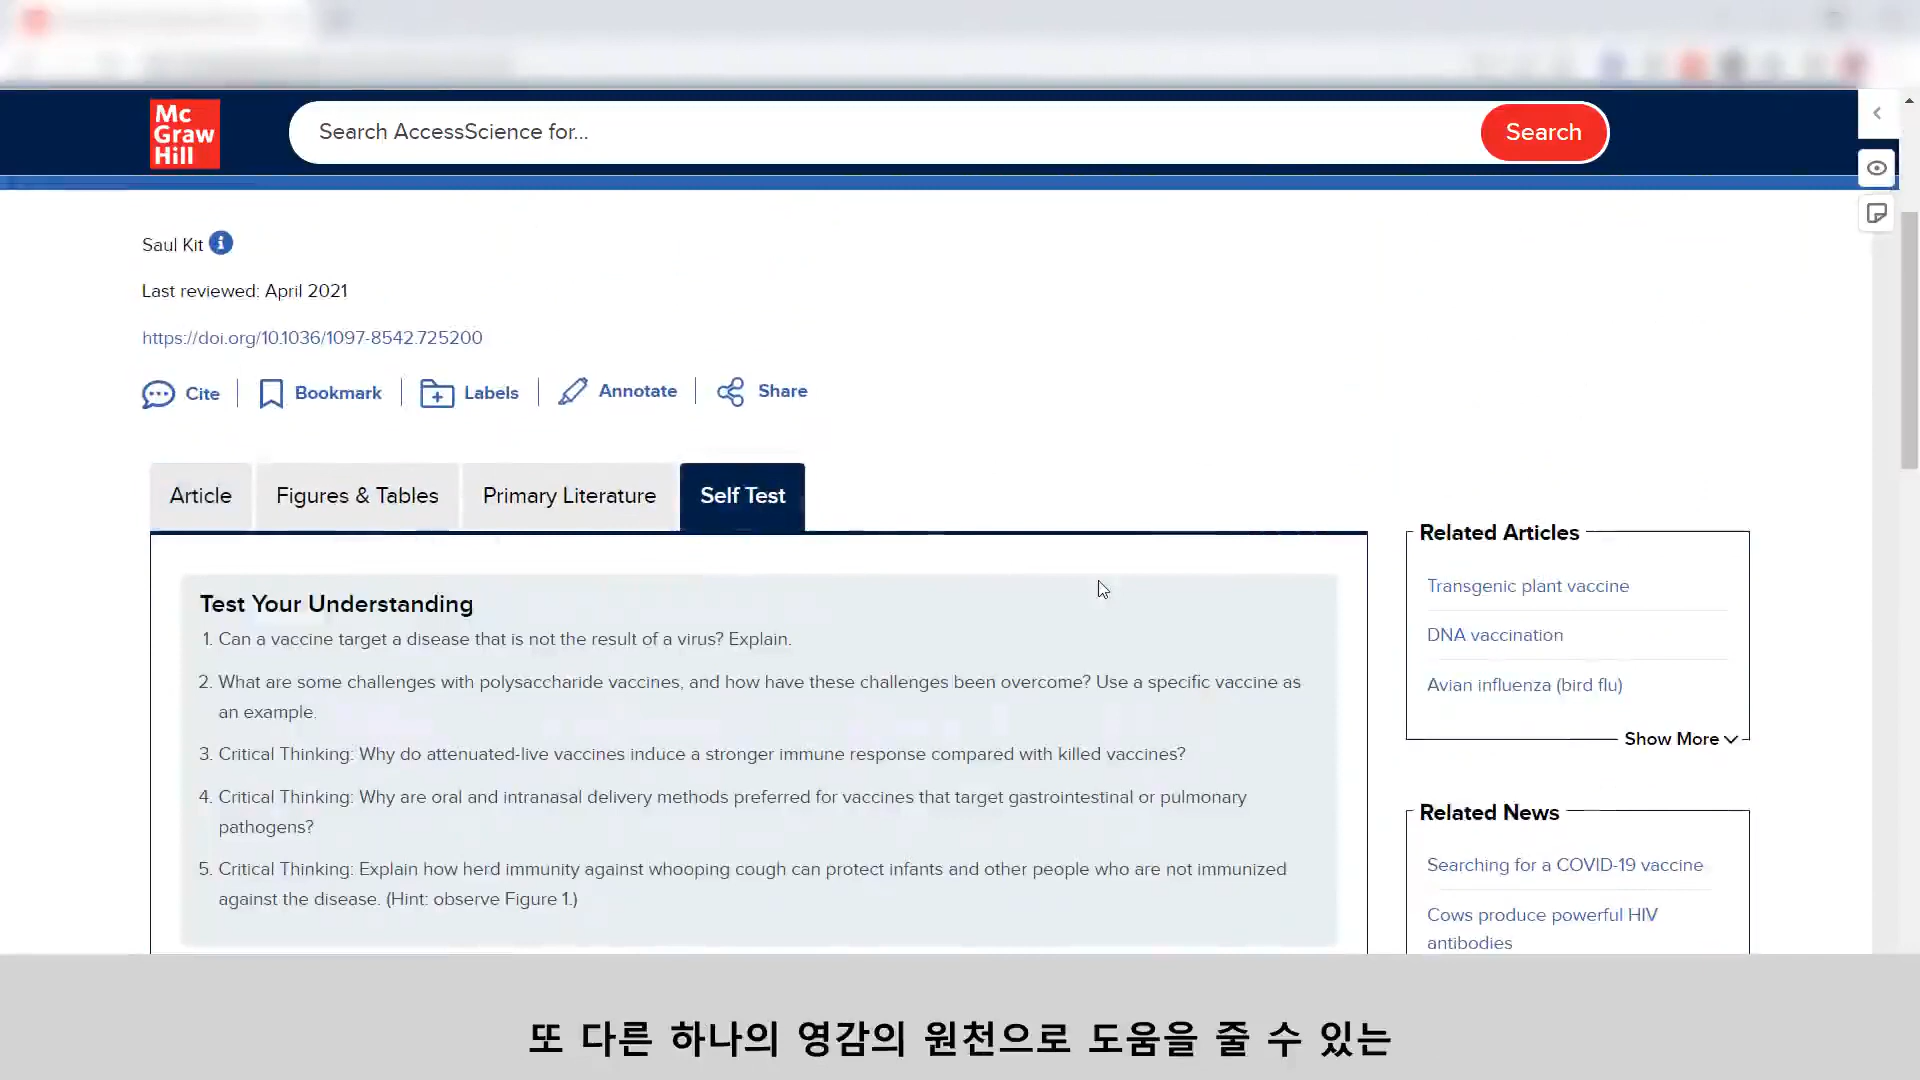 Mc
Graw
Hill
Search AccessScience for...
Search
Saul Kit
Last reviewed: April 2021
https://doi.org/10.1036/1097-8542.725200
Cite
Bookmark
Labels
Annotate
Share
Article
Figures & Tables
Primary Literature
Self Test
Test Your Understanding
1. Can a vaccine target a disease that is not the result of a virus? Explain.
2. What are some challenges with polysaccharide vaccines, and how have these challenges been overcome? Use a specific vaccine as
an example.
3. Critical Thinking: Why do attenuated-live vaccines induce a stronger immune response compared with killed vaccines?
4. Critical Thinking: Why are oral and intranasal delivery methods preferred for vaccines that target gastrointestinal or pulmonary
pathogens?
5. Critical Thinking: Explain how herd immunity against whooping cough can protect infants and other people who are not immunized
against the disease. (Hint: observe Figure 1.)
Related Articles
Transgenic plant vaccine
DNA vaccination
Avian influenza (bird flu)
Show More
Related News
Searching for a COVID-19 vaccine
Cows produce powerful HIV
antibodies
또 다른 하나의 영감의 원천으로 도움을 줄 수 있는